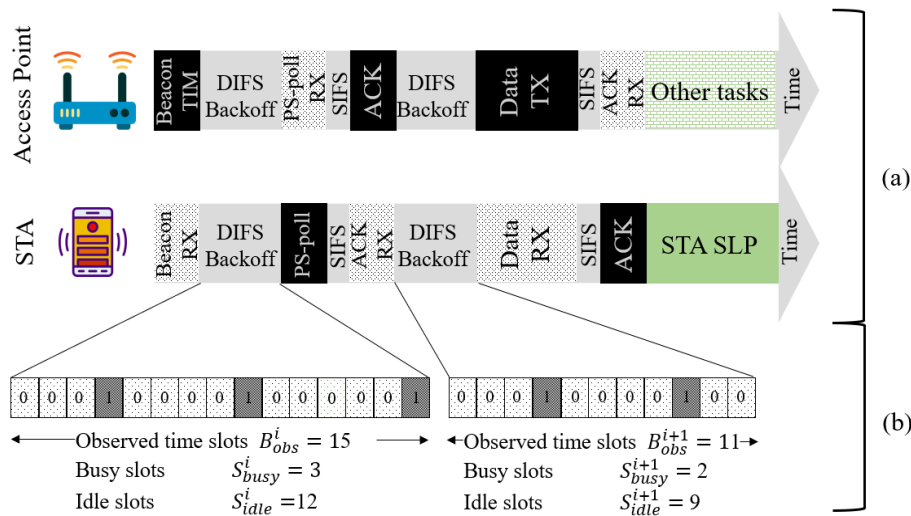 Access Point
Beacon TIM
DIFS Backoff
PS-poll RX
SIFS
ACK
DIFS Backoff
Data TX
SIFS
ACK RX
Other tasks
Time
(a)
STA
Beacon RX
DIFS Backoff
PS-poll
SIFS
ACK RX
DIFS Backoff
Data RX
SIFS
ACK
STA SLP
Time
0 0 0 1 0 0 0 0 1 0 0 0 0 0 1
Observed time slots B^i_obs = 15
Busy slots S^i_busy = 3
Idle slots S^i_idle =12
0 0 0 1 0 0 0 0 1 0 0
Observed time slots B^{i+1}_obs = 11
Busy slots S^{i+1}_busy = 2
Idle slots S^{i+1}_idle = 9
(b)